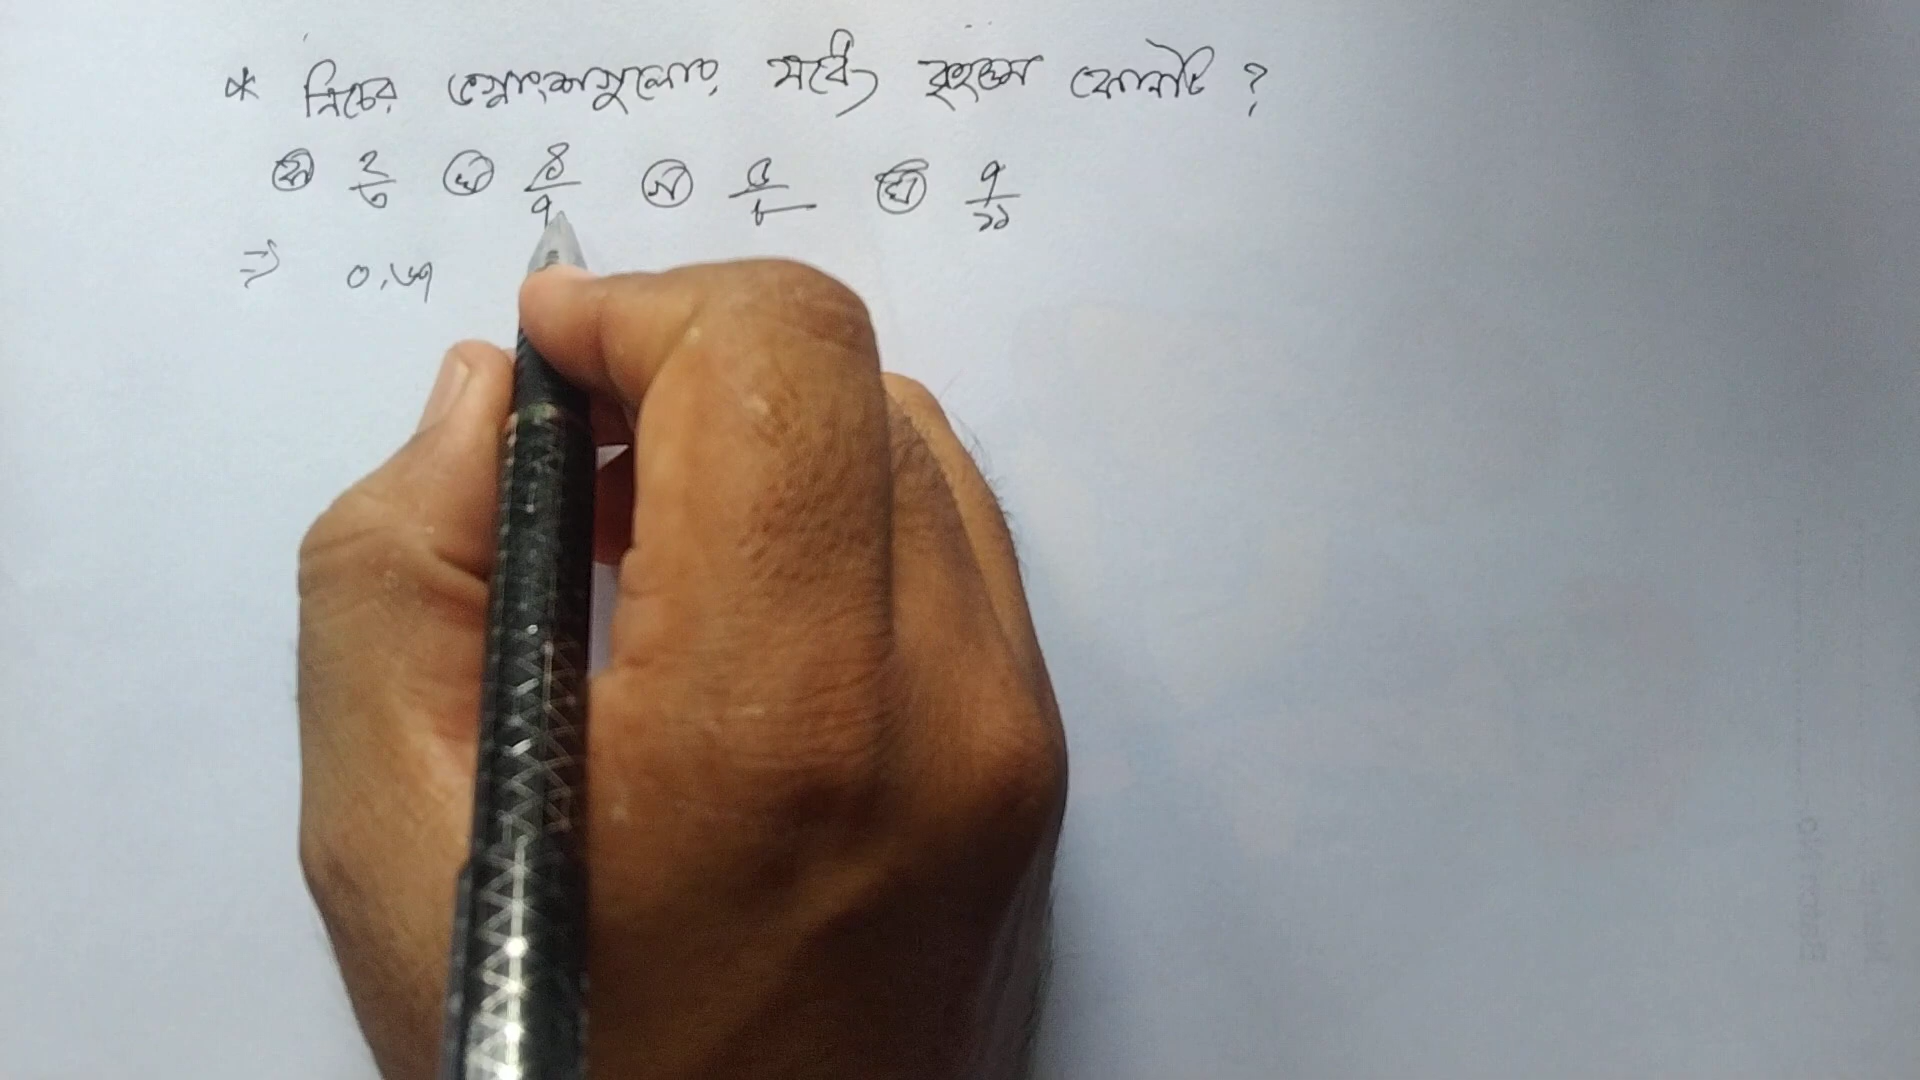 * নিচের ভগ্নাংশগুলোর মধ্যে বৃহত্তম কোনটি ?
ক ২/৩ খ ৪/৭ গ ৫/৮ ঘ ৭/১১
⇒ ০.৬৭